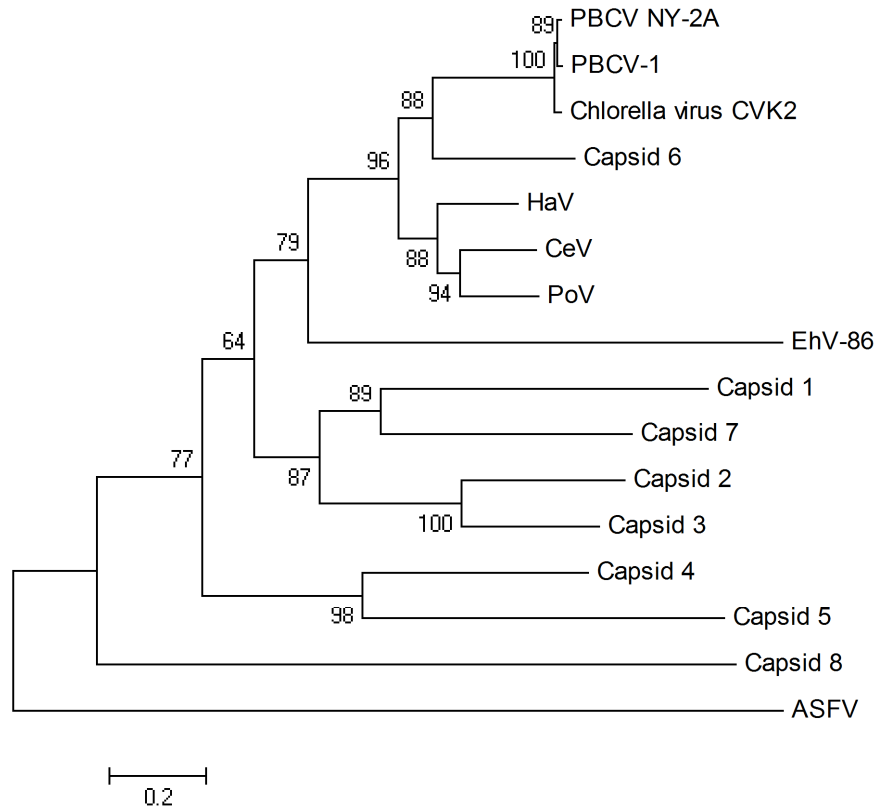 89
PBCV NY-2A
100
PBCV-1
Chlorella virus CVK2
88
Capsid 6
96
HaV
79
88
CeV
94
PoV
64
EhV-86
89
Capsid 1
Capsid 7
77
87
Capsid 2
100
Capsid 3
Capsid 4
98
Capsid 5
Capsid 8
ASFV
0.2